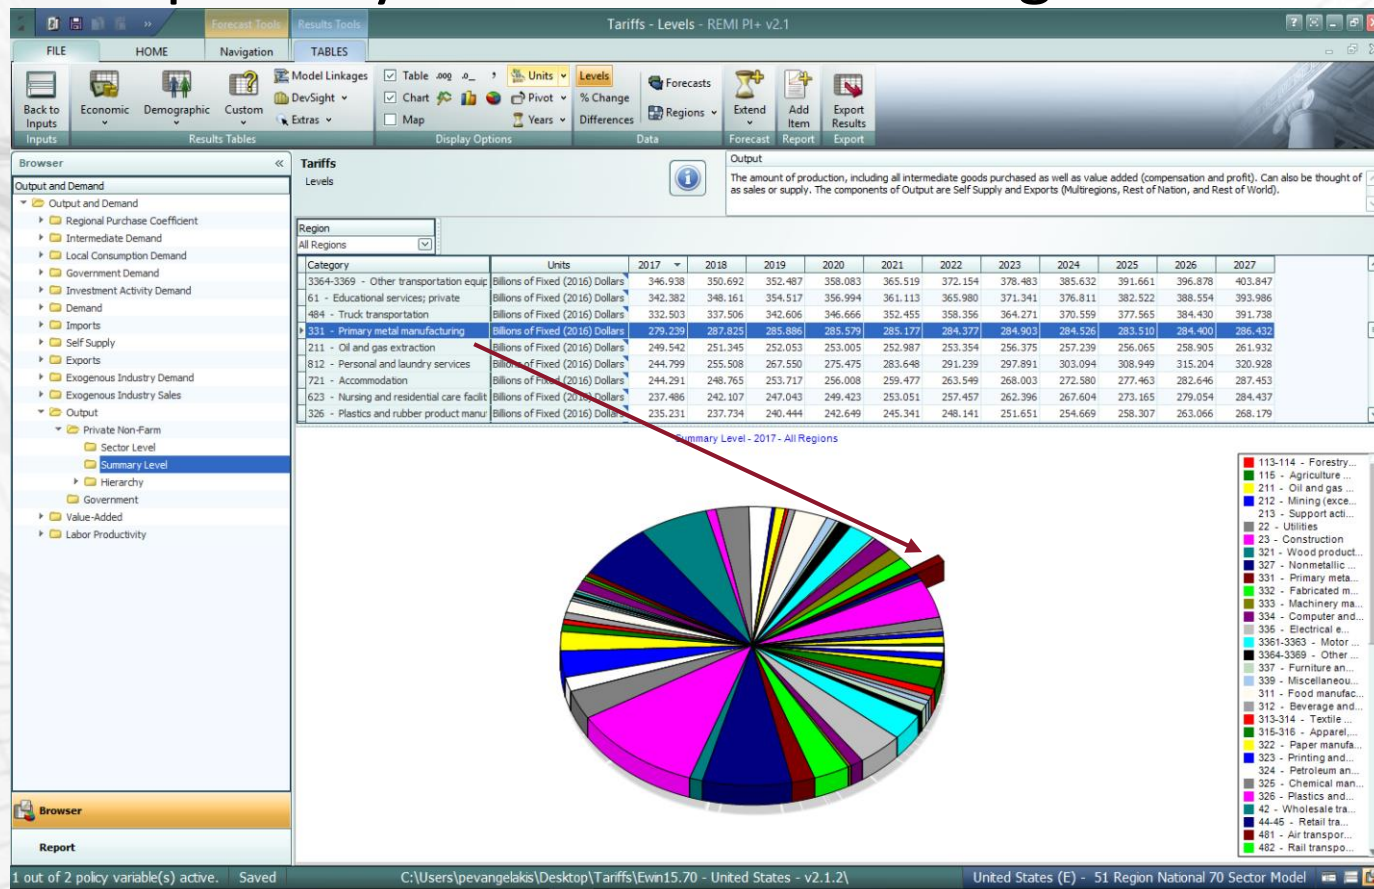 Forecast Tools
Results Tools
Tariffs - Levels - REMI PI+ v2.1
FILE
HOME
Navigation
TABLES
Back to Inputs
Economic
Demographic
Custom
Model Linkages
DevSight
Extras
Table
Chart
Map
Units
Pivot
Years
Levels
% Change
Differences
Forecasts
Regions
Extend
Add Item
Export Results
Inputs
Results Tables
Display Options
Data
Forecast
Report
Export
Browser
Output and Demand
Output and Demand
Regional Purchase Coefficient
Intermediate Demand
Local Consumption Demand
Government Demand
Investment Activity Demand
Demand
Imports
Self Supply
Exports
Exogenous Industry Demand
Exogenous Industry Sales
Output
Private Non-Farm
Sector Level
Summary Level
Hierarchy
Government
Value-Added
Labor Productivity
Browser
Report
Tariffs
Levels
Output
The amount of production, including all intermediate goods purchased as well as value added (compensation and profit). Can also be thought of
as sales or supply. The components of Output are Self Supply and Exports (Multiregions, Rest of Nation, and Rest of World).
Region
All Regions
Category Units 2017 2018 2019 2020 2021 2022 2023 2024 2025 2026 2027
3364-3369 - Other transportation equip Billions of Fixed (2016) Dollars 346.938 350.692 352.487 358.083 365.519 372.154 378.483 385.632 391.661 396.878 403.847
61 - Educational services; private Billions of Fixed (2016) Dollars 342.382 348.161 354.517 356.994 361.113 365.980 371.341 376.811 382.522 388.554 393.986
484 - Truck transportation Billions of Fixed (2016) Dollars 332.503 337.506 342.606 346.666 352.455 358.356 364.271 370.559 377.565 384.430 391.738
331 - Primary metal manufacturing Billions of Fixed (2016) Dollars 279.239 287.825 285.886 285.579 285.177 284.377 284.903 284.526 283.510 284.400 286.432
211 - Oil and gas extraction Billions of Fixed (2016) Dollars 249.542 251.345 252.053 253.005 252.987 253.354 256.375 257.239 256.065 258.905 261.932
812 - Personal and laundry services Billions of Fixed (2016) Dollars 244.799 255.508 267.550 275.475 283.648 291.239 297.891 303.094 308.949 315.204 320.928
721 - Accommodation Billions of Fixed (2016) Dollars 244.291 248.765 253.717 256.008 259.477 263.549 268.003 272.580 277.463 282.646 287.453
623 - Nursing and residential care facilit Billions of Fixed (2016) Dollars 237.486 242.107 247.043 249.423 253.051 257.457 262.396 267.604 273.165 279.054 284.437
326 - Plastics and rubber product manu Billions of Fixed (2016) Dollars 235.231 237.734 240.444 242.649 245.341 248.141 251.651 254.669 258.307 263.066 268.179
Summary Level - 2017 - All Regions
113-114 - Forestry...
115 - Agriculture ...
211 - Oil and gas ...
212 - Mining (exce...
213 - Support acti...
22 - Utilities
23 - Construction
321 - Wood product...
327 - Nonmetallic ...
331 - Primary meta...
332 - Fabricated m...
333 - Machinery ma...
334 - Computer and...
335 - Electrical e...
3361-3363 - Motor ...
3364-3369 - Other ...
337 - Furniture an...
339 - Miscellaneou...
311 - Food manufac...
312 - Beverage and...
313-314 - Textile ...
315-316 - Apparel,...
322 - Paper manufa...
323 - Printing and...
324 - Petroleum an...
325 - Chemical man...
326 - Plastics and...
42 - Wholesale tra...
44-45 - Retail tra...
481 - Air transpor...
482 - Rail transpo...
1 out of 2 policy variable(s) active. Saved
C:\Users\pevangelakis\Desktop\Tariffs\Ewin15.70 - United States - v2.1.2\
United States (E) - 51 Region National 70 Sector Model